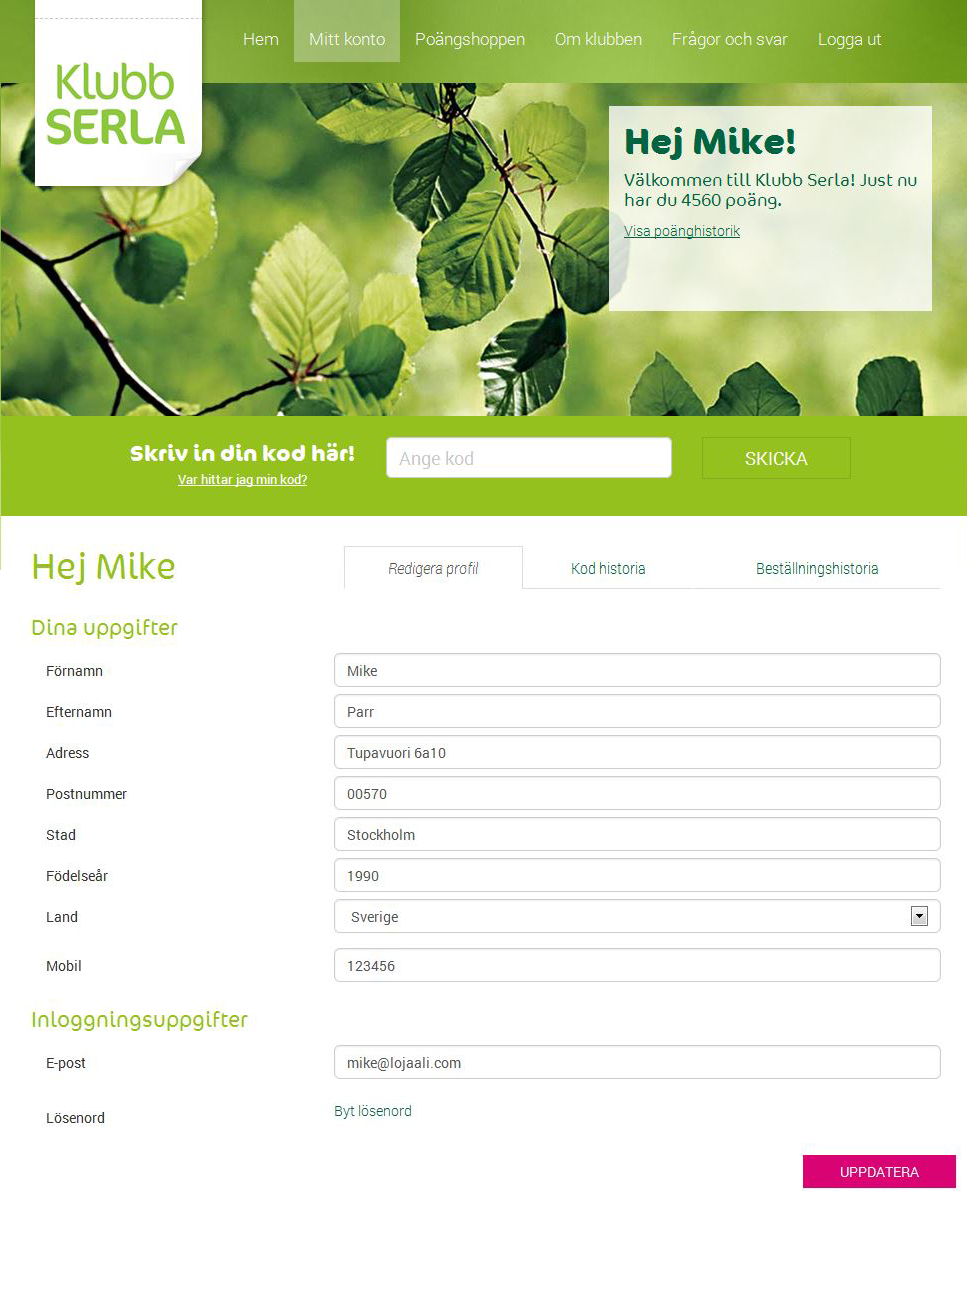 Klubb
SERLA
Hem
Mitt konto
Poängshoppen
Om klubben
Frågor och svar
Logga ut
Hej Mike!
Välkommen till Klubb Serla! Just nu
har du 4560 poäng.
Visa poänghistorik
Skriv in din kod här!
Var hittar jag min kod?
Ange kod
SKICKA
Hej Mike
Redigera profil
Kod historia
Beställningshistoria
Dina uppgifter
Förnamn
Mike
Efternamn
Parr
Adress
Tupavuori 6a10
Postnummer
00570
Stad
Stockholm
Födelseår
1990
Land
Sverige
Mobil
123456
Inloggningsuppgifter
E-post
mike@lojaali.com
Lösenord
Byt lösenord
UPPDATERA